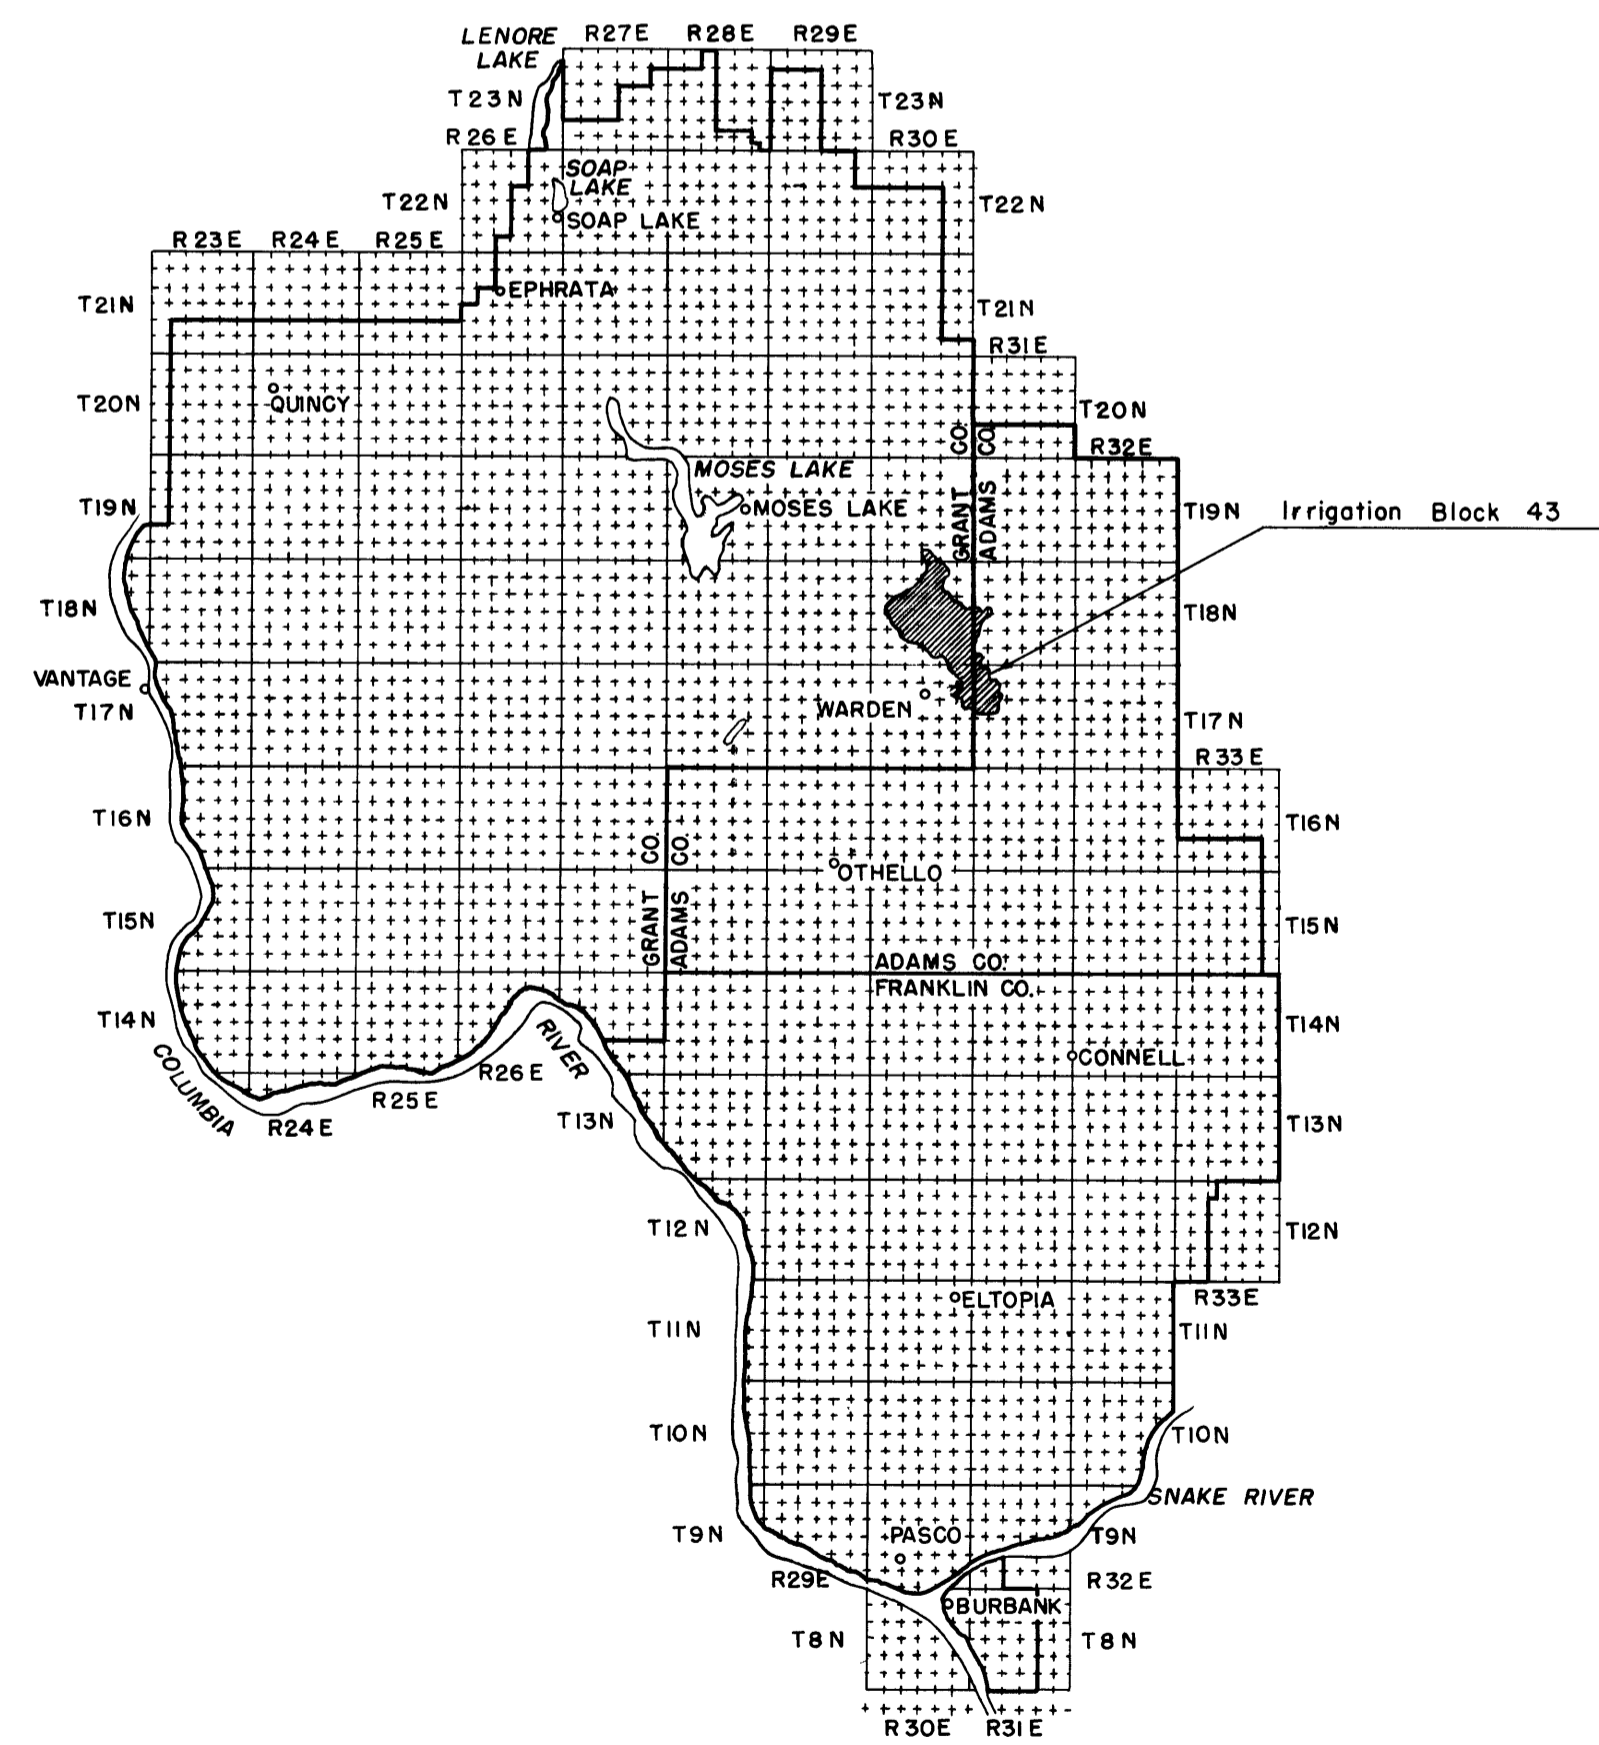 LENORE
LAKE
R27E R28E R29E
T23N
T23N
R26E
R30E
SOAP
LAKE
T22N
T22N
SOAP LAKE
R23E R24E R25E
T21N
EPHRATA
T21N
R31E
T20N
QUINCY
T20N
GRANT CO.
ADAMS CO.
R32E
MOSES LAKE
T19N
MOSES LAKE
T19N
Irrigation Block 43
T18N
T18N
VANTAGE
T17N
WARDEN
T17N
R33E
T16N
T16N
GRANT CO.
ADAMS CO.
OTHELLO
T15N
T15N
ADAMS CO.
FRANKLIN CO.
T14N
T14N
COLUMBIA
RIVER
CONNELL
R26E
R25E
R24E
T13N
T13N
T12N
T12N
ELTOPIA
R33E
T11N
T11N
T10N
T10N
SNAKE RIVER
T9N
PASCO
T9N
R29E
R32E
BURBANK
T8N
T8N
R30E R31E